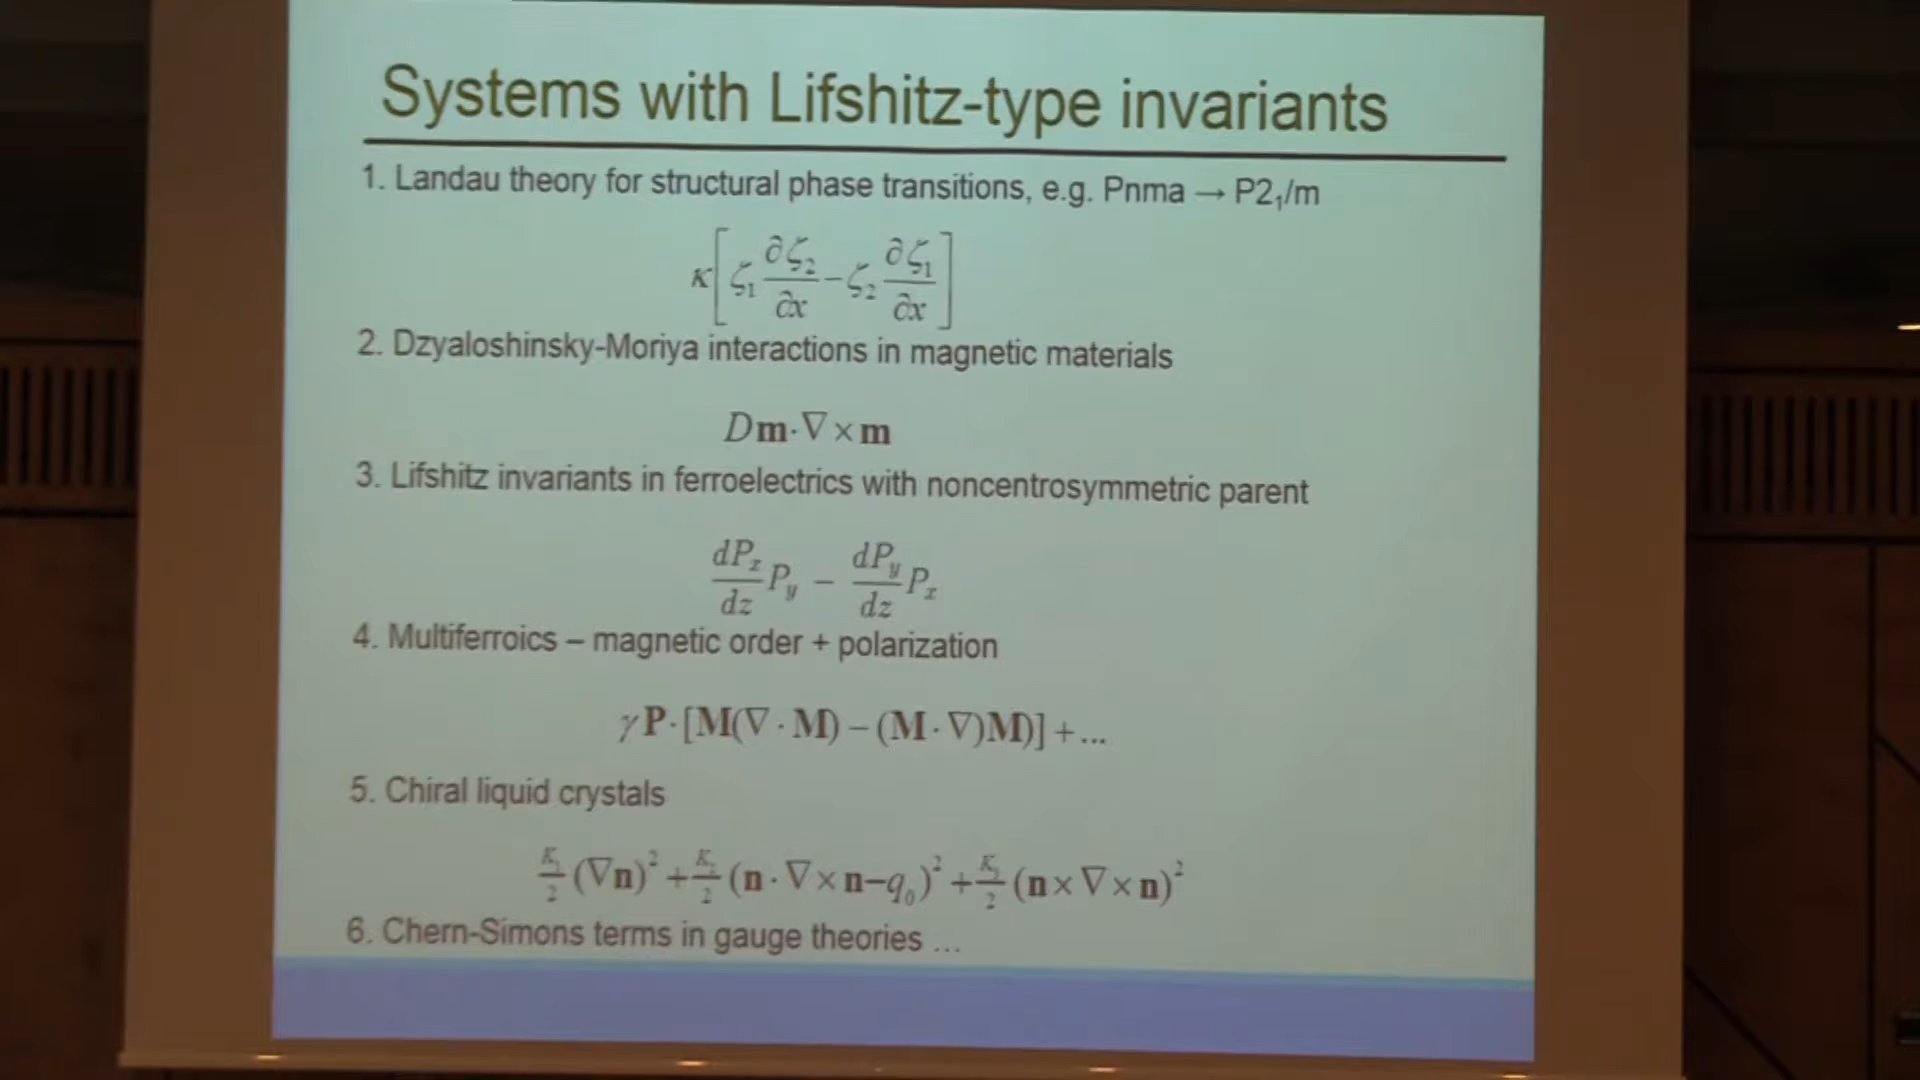 Systems with Lifshitz-type invariants
1. Landau theory for structural phase transitions, e.g. Pnma → P2₁/m
κ[ζ₁ ∂ζ₂/∂x − ζ₂ ∂ζ₁/∂x]
2. Dzyaloshinsky-Moriya interactions in magnetic materials
Dm·∇×m
3. Lifshitz invariants in ferroelectrics with noncentrosymmetric parent
dPₓ/dz P_y − dP_y/dz Pₓ
4. Multiferroics – magnetic order + polarization
γP·[M(∇·M) – (M·∇)M)] + ...
5. Chiral liquid crystals
K₁/2 (∇n)² + K₂/2 (n·∇×n−q₀)² + K₃/2 (n×∇×n)²
6. Chern-Simons terms in gauge theories ...